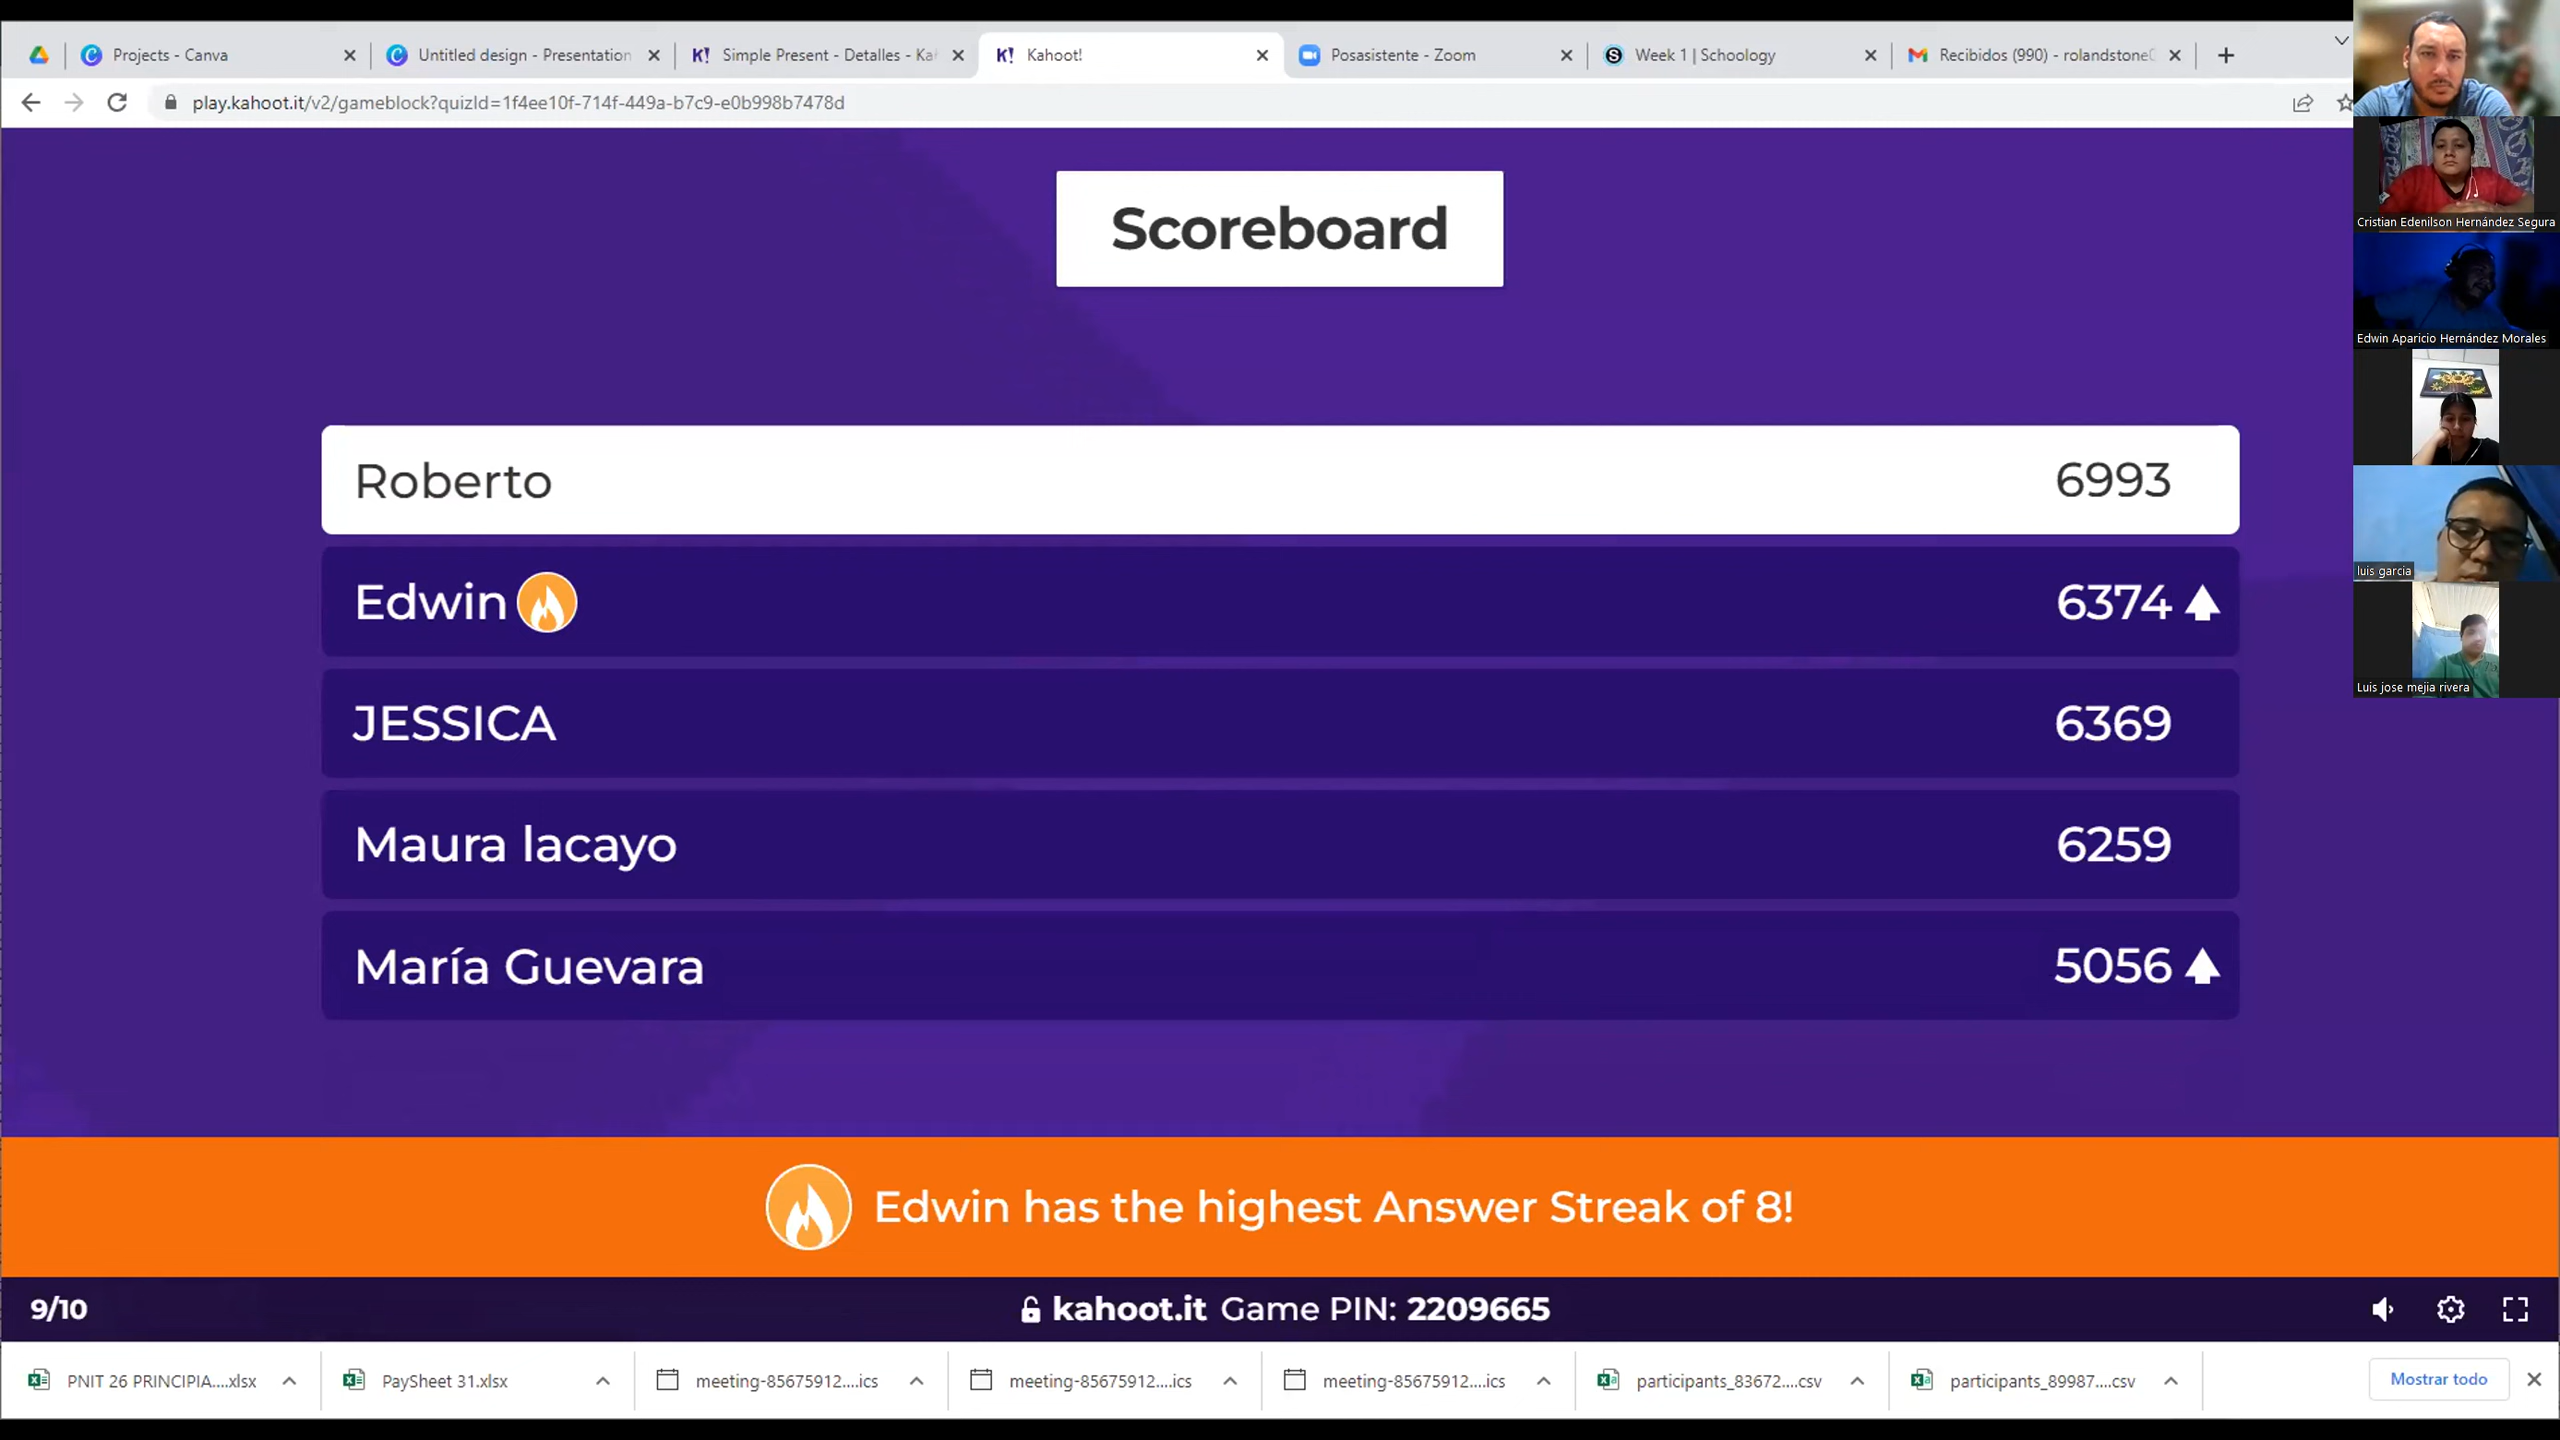 Projects - Canva
Untitled design - Presentation
Simple Present - Detalles - Ka
Kahoot!
Posasistente - Zoom
Week 1 | Schoology
Recibidos (990) - rolandstone
play.kahoot.it/v2/gameblock?quizId=1f4ee10f-714f-449a-b7c9-e0b998b7478d
Scoreboard
Roberto 6993
Edwin 6374
JESSICA 6369
Maura lacayo 6259
María Guevara 5056
Edwin has the highest Answer Streak of 8!
9/10
kahoot.it Game PIN: 2209665
Cristian Edenilson Hernández Segura
Edwin Aparicio Hernández Morales
luis garcia
Luis jose mejia rivera
PNIT 26 PRINCIPIA....xlsx
PaySheet 31.xlsx
meeting-85675912....ics
meeting-85675912....ics
meeting-85675912....ics
participants_83672....csv
participants_89987....csv
Mostrar todo